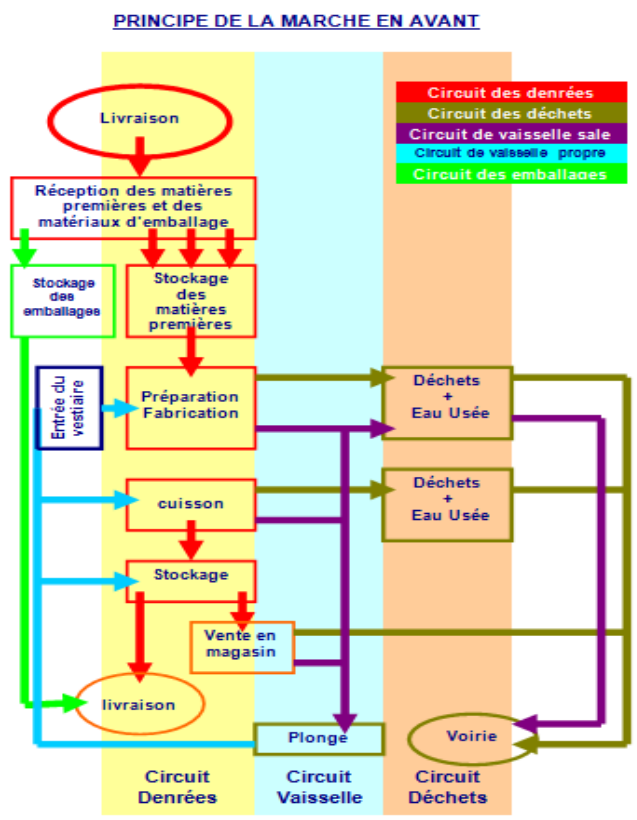 PRINCIPE DE LA MARCHE EN AVANT
Livraison
Circuit des denrées
Circuit des déchets
Circuit de vaisselle sale
Circuit de vaisselle propre
Circuit des emballages
Réception des matières
premières et des
matériaux d'emballage
Stockage
des
emballages
Stockage
des
matières
premières
Entrée du
vestiaire
Préparation
Fabrication
Déchets
+
Eau Usée
cuisson
Déchets
+
Eau Usée
Stockage
Vente en
magasin
livraison
Plonge
Voirie
Circuit
Denrées
Circuit
Vaisselle
Circuit
Déchets